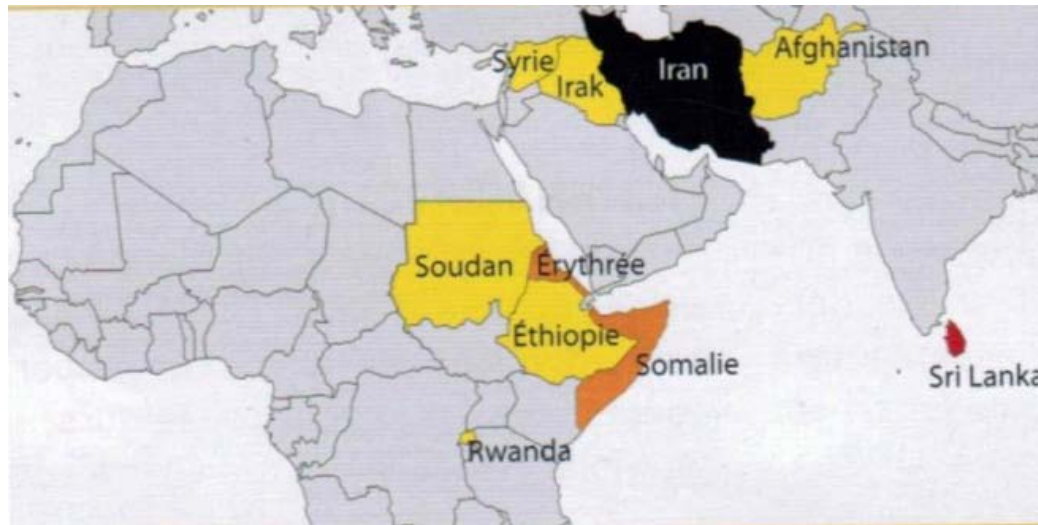 Syrie
Irak
Iran
Afghanistan
Soudan
Érythrée
Éthiopie
Somalie
Sri Lanka
Rwanda